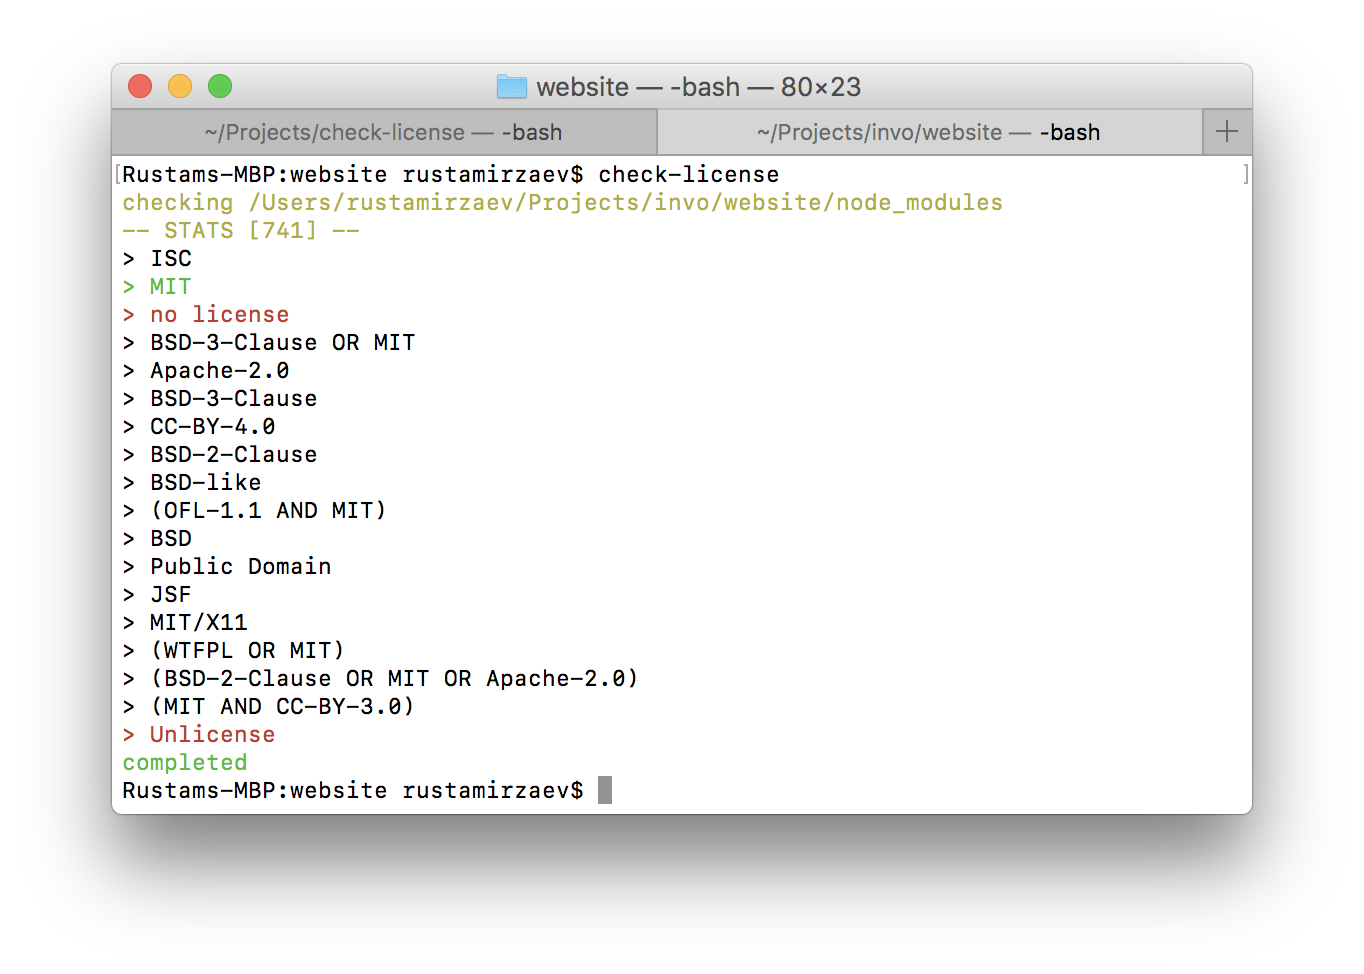 website — -bash — 80×23
~/Projects/check-license — -bash
~/Projects/invo/website — -bash
[Rustams-MBP:website rustamirzaev$ check-license ]
checking /Users/rustamirzaev/Projects/invo/website/node_modules
-- STATS [741] --
> ISC
> MIT
> no license
> BSD-3-Clause OR MIT
> Apache-2.0
> BSD-3-Clause
> CC-BY-4.0
> BSD-2-Clause
> BSD-like
> (OFL-1.1 AND MIT)
> BSD
> Public Domain
> JSF
> MIT/X11
> (WTFPL OR MIT)
> (BSD-2-Clause OR MIT OR Apache-2.0)
> (MIT AND CC-BY-3.0)
> Unlicense
completed
Rustams-MBP:website rustamirzaev$